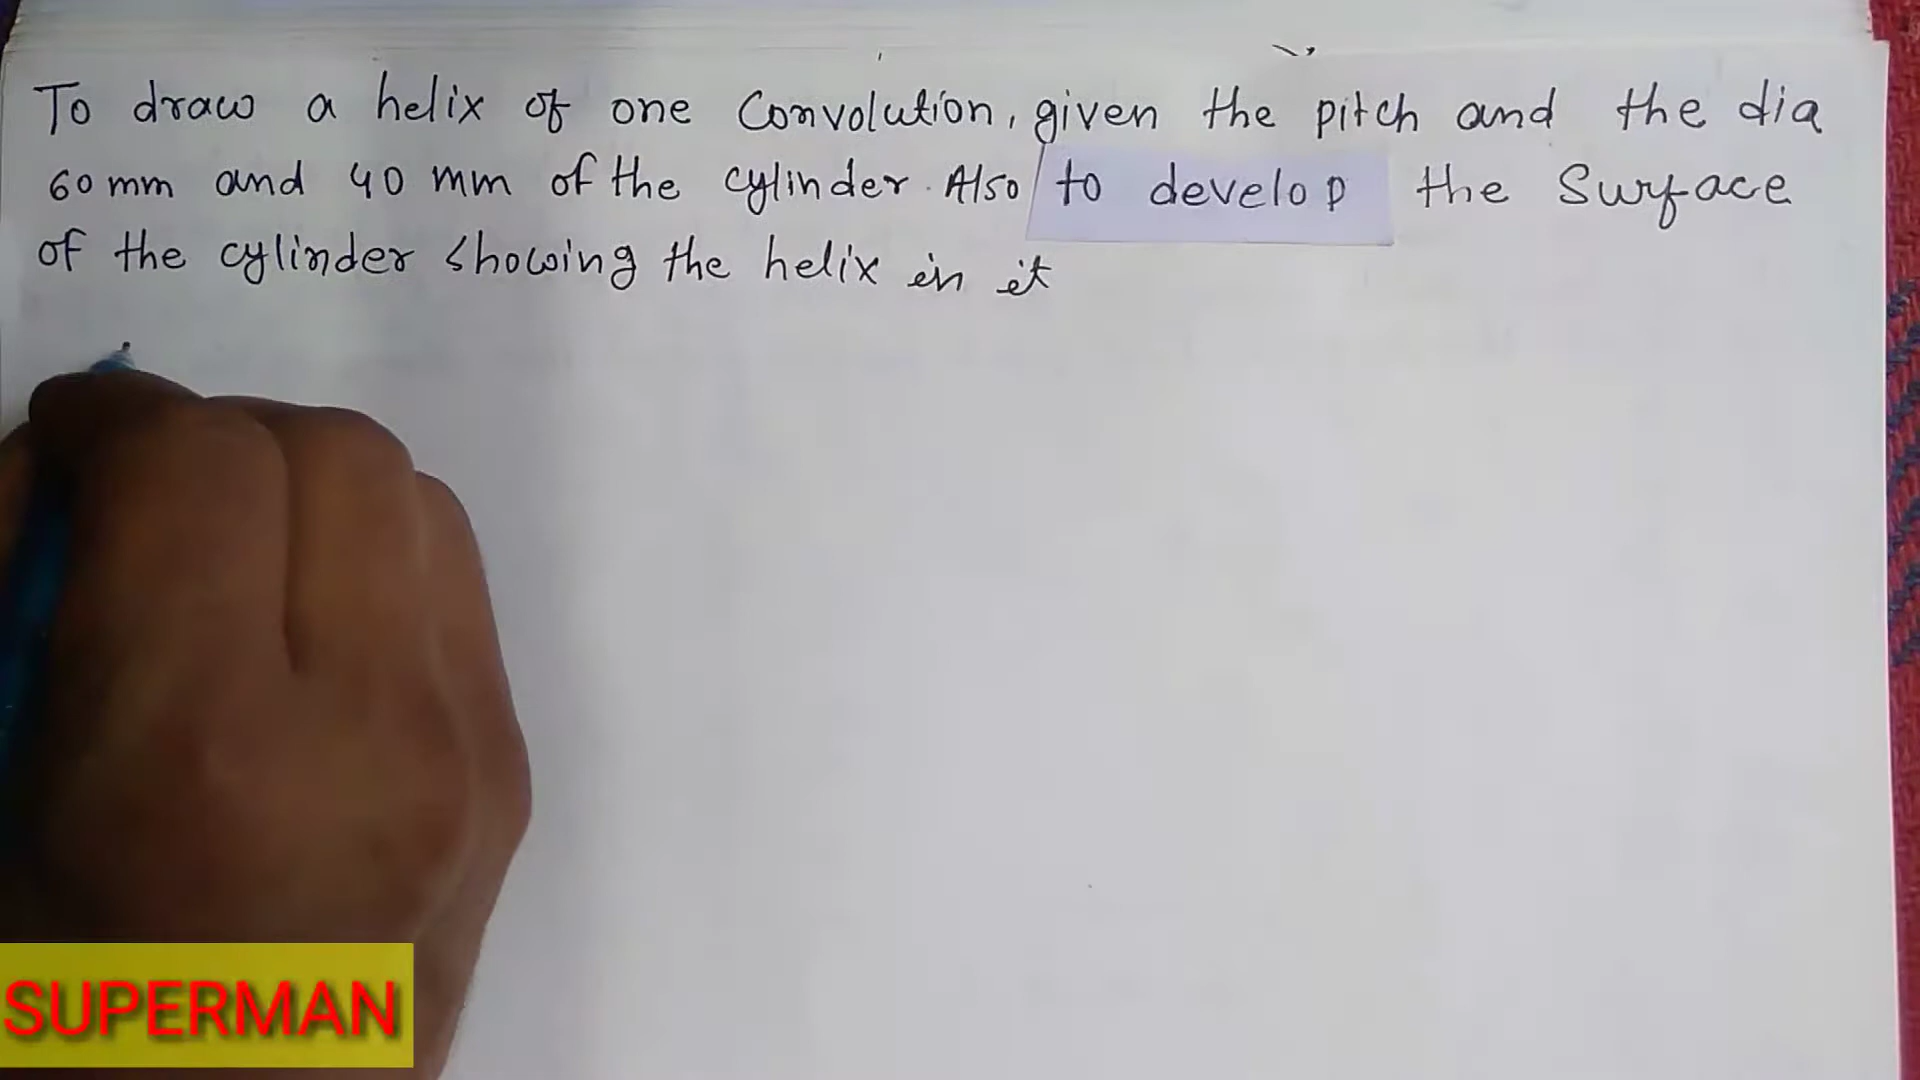 To draw a helix of one Convolution, given the pitch and the dia
60 mm and 40 mm of the cylinder. Also to develop the Surface
of the cylinder showing the helix in it
SUPERMAN